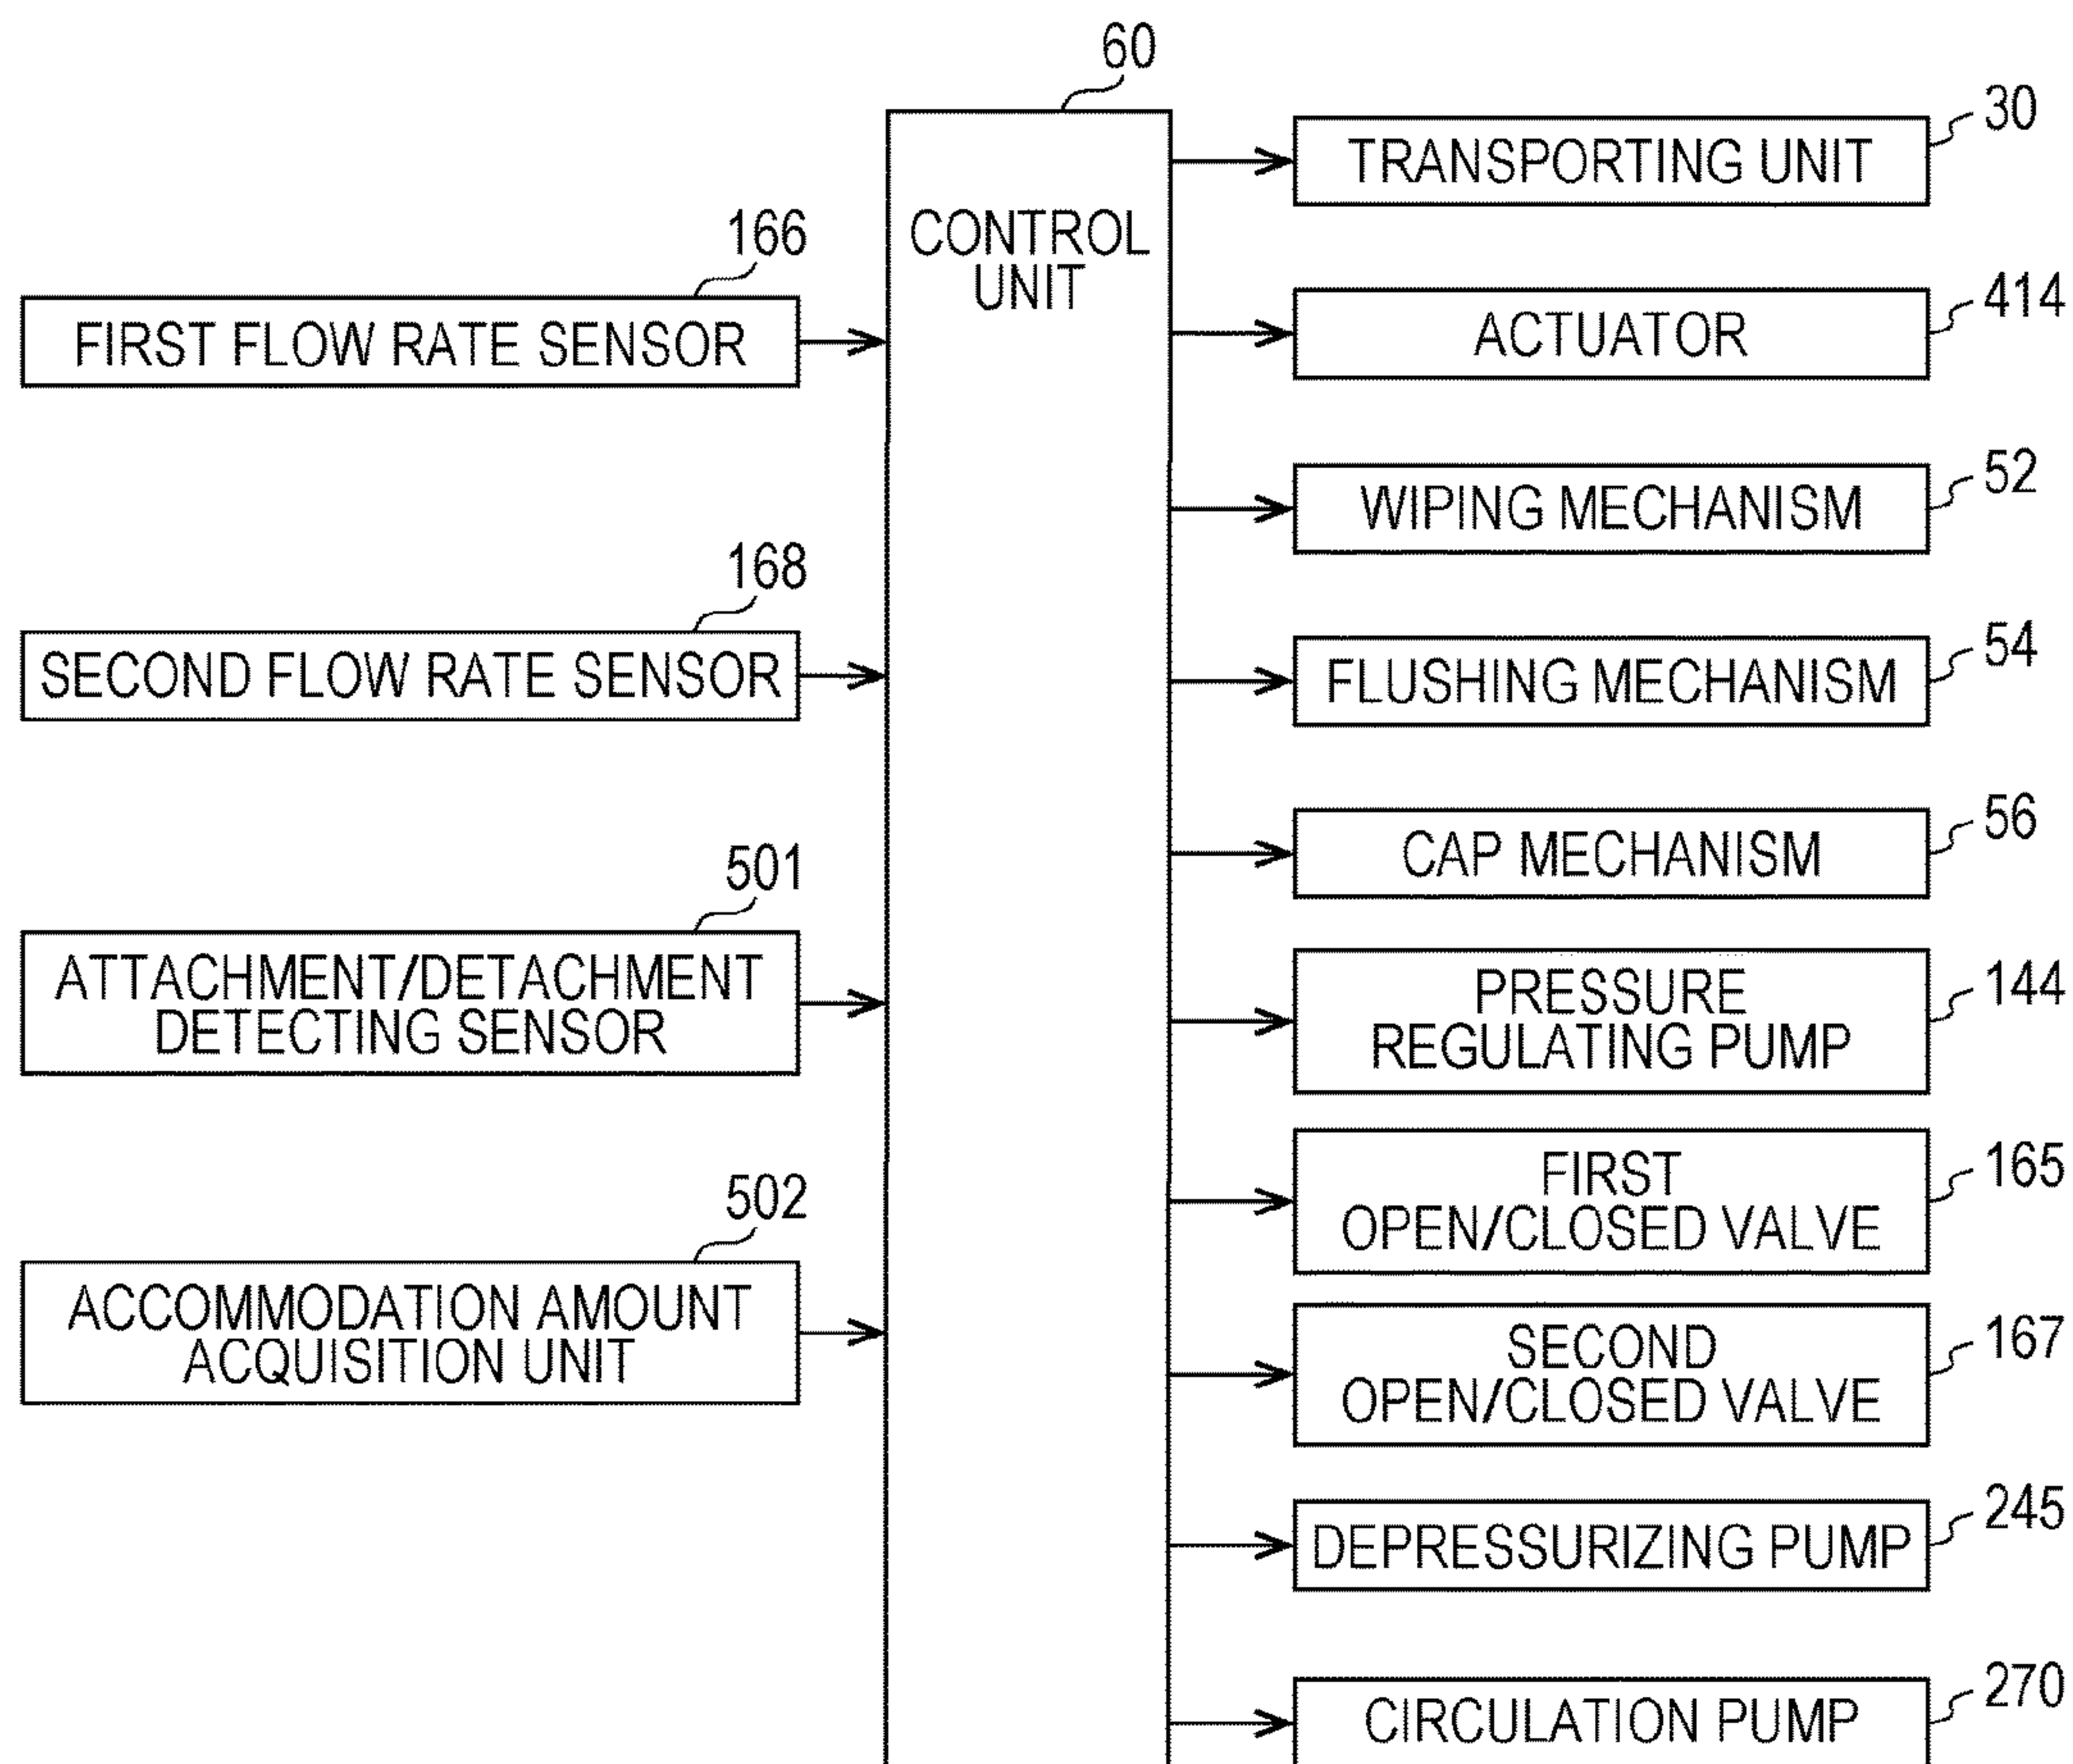 60
CONTROL
UNIT
166
FIRST FLOW RATE SENSOR
168
SECOND FLOW RATE SENSOR
501
ATTACHMENT/DETACHMENT
DETECTING SENSOR
502
ACCOMMODATION AMOUNT
ACQUISITION UNIT
30
TRANSPORTING UNIT
414
ACTUATOR
52
WIPING MECHANISM
54
FLUSHING MECHANISM
56
CAP MECHANISM
144
PRESSURE
REGULATING PUMP
165
FIRST
OPEN/CLOSED VALVE
167
SECOND
OPEN/CLOSED VALVE
245
DEPRESSURIZING PUMP
270
CIRCULATION PUMP